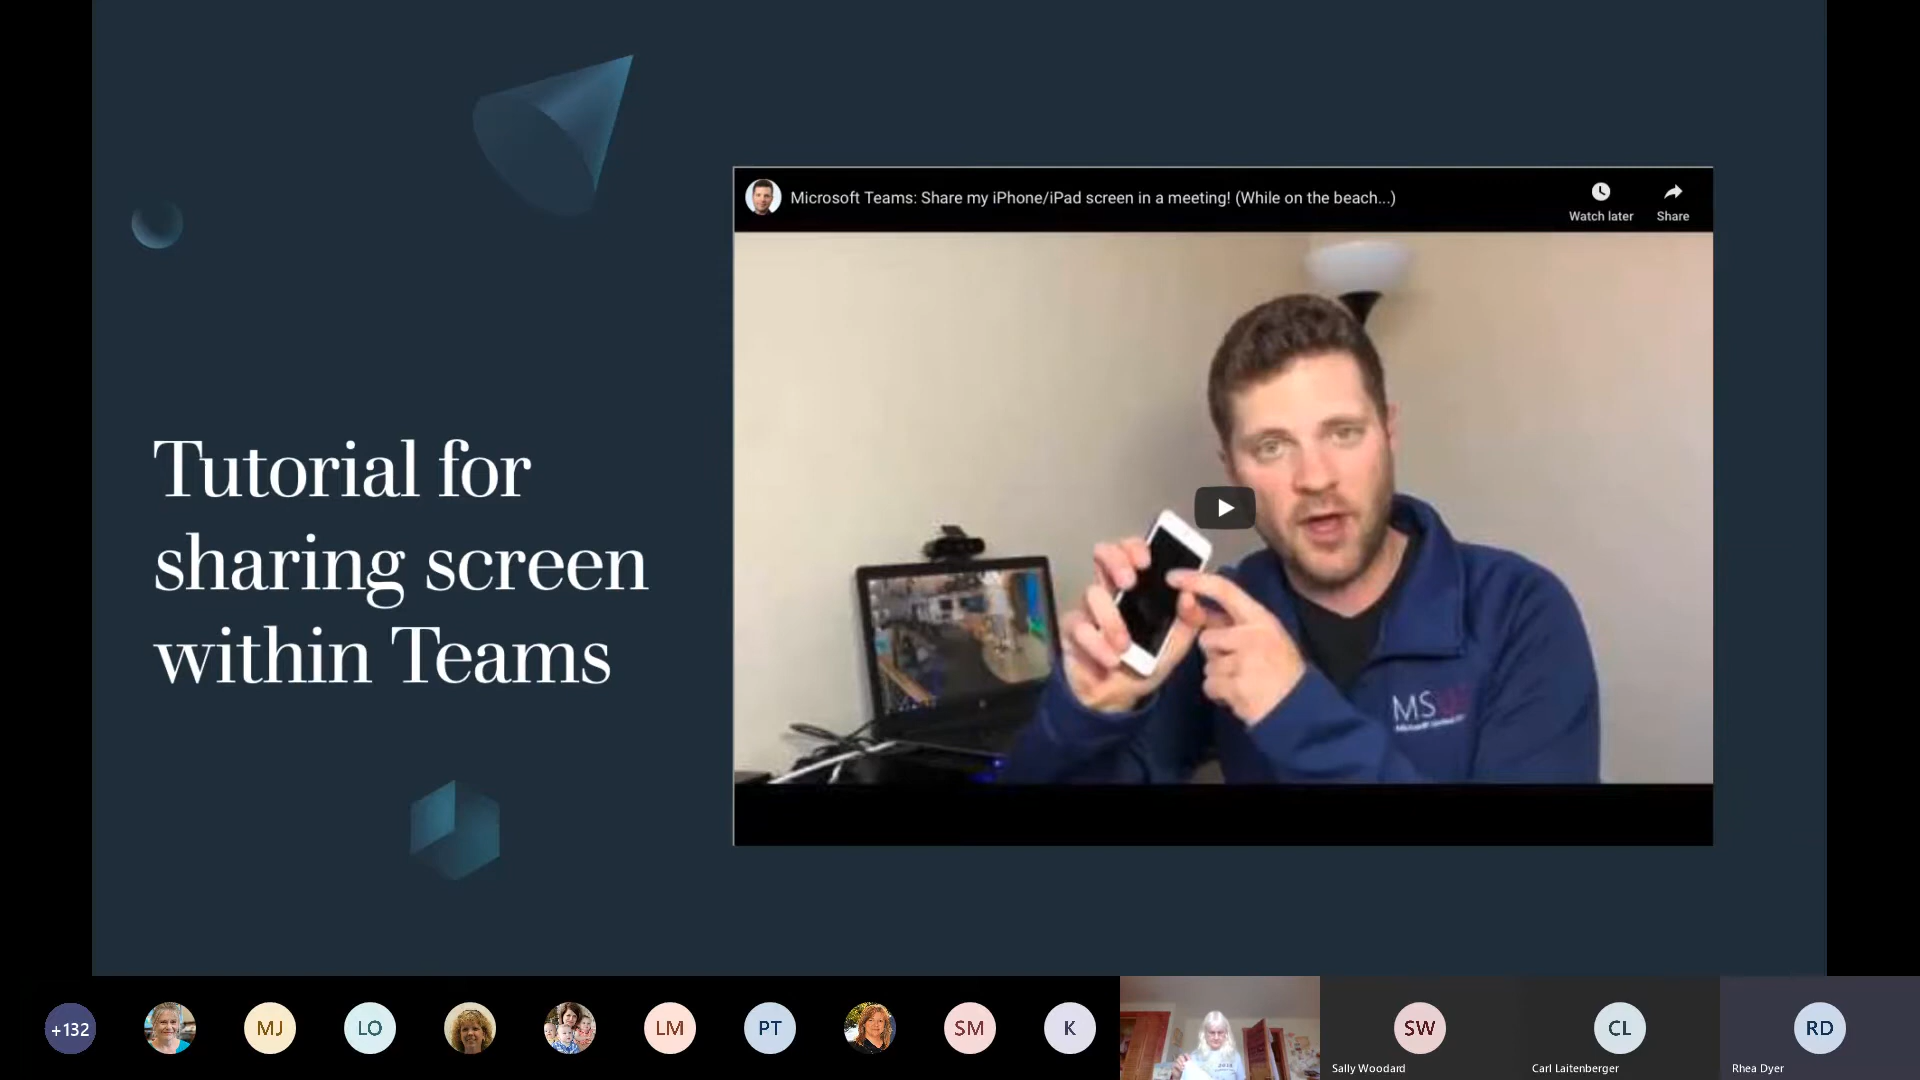 Microsoft Teams: Share my iPhone/iPad screen in a meeting! (While on the beach...)
Watch later
Share
Tutorial for
sharing screen
within Teams
MS
+132
MJ
LO
LM
PT
SM
K
SW
Sally Woodard
CL
Carl Laitenberger
RD
Rhea Dyer